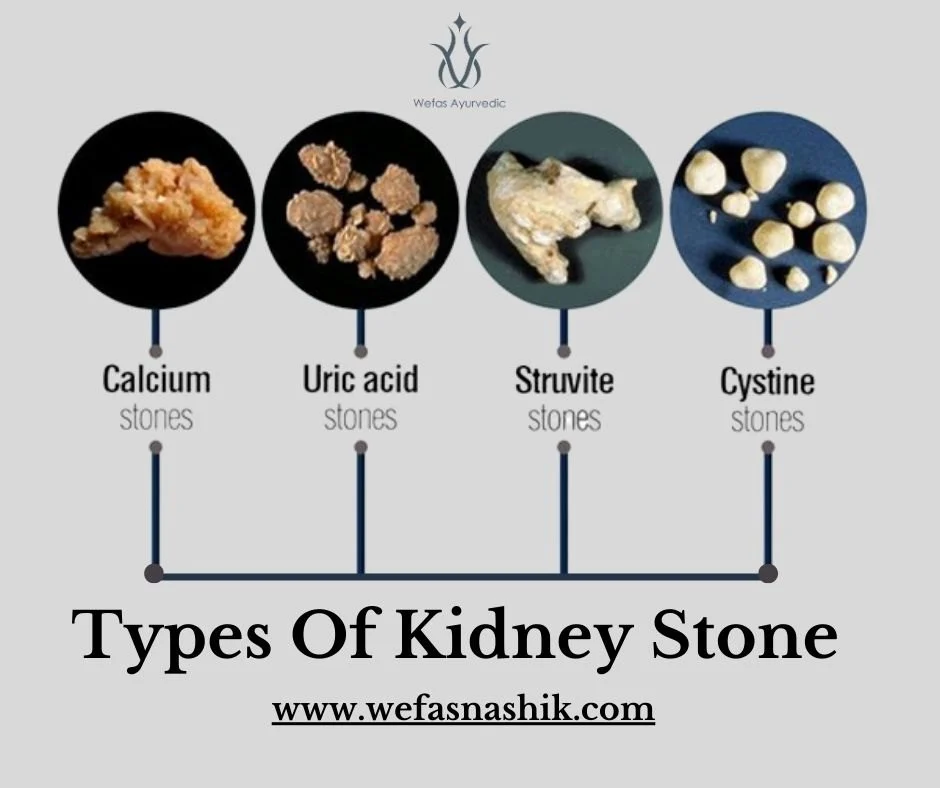 Wefas Ayurvedic
Calcium
stones
Uric acid
stones
Struvite
stones
Cystine
stones
Types Of Kidney Stone
www.wefasnashik.com